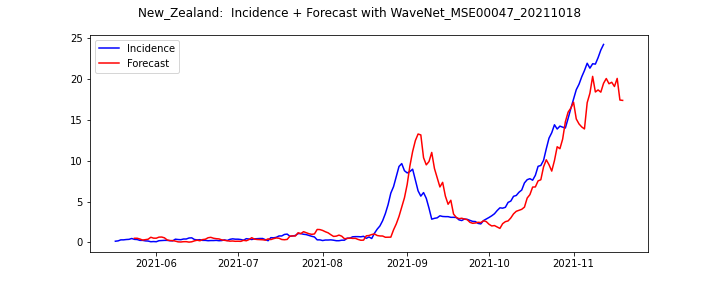 New_Zealand:  Incidence + Forecast with WaveNet_MSE00047_20211018
Incidence
Forecast
25
20
15
10
5
0
2021-06 2021-07 2021-08 2021-09 2021-10 2021-11